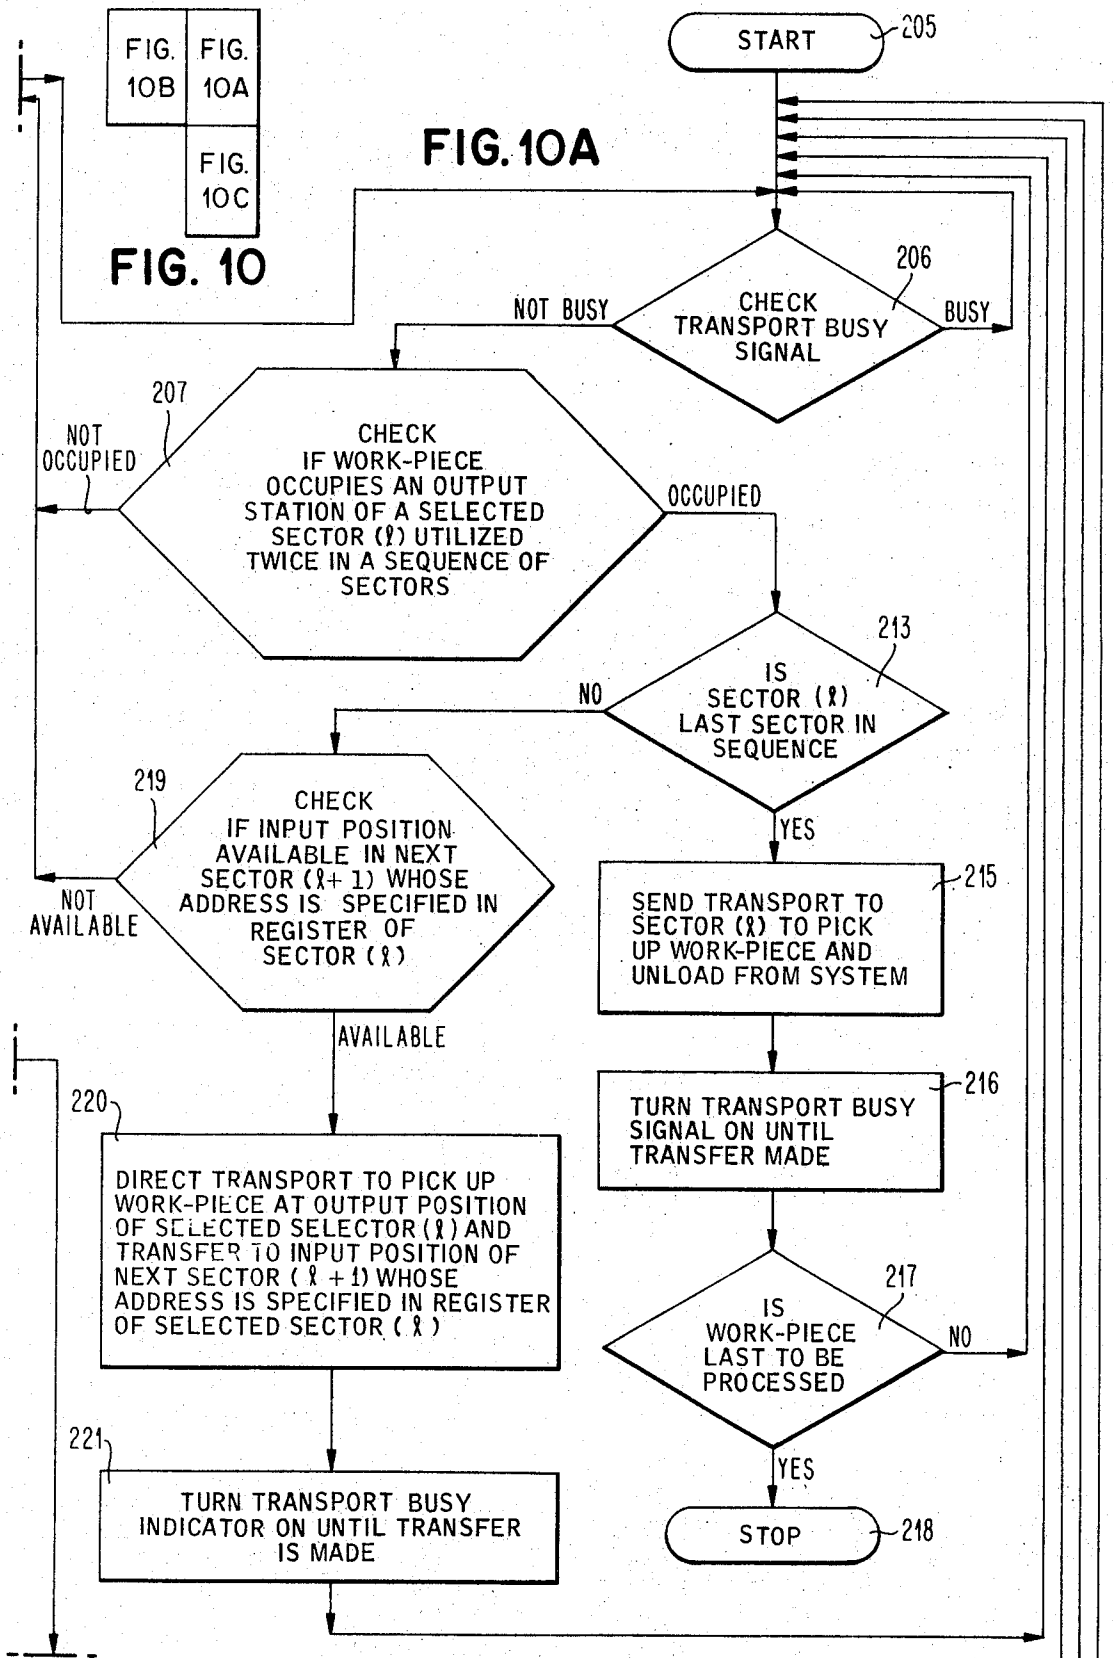 FIG.
10B
FIG.
10A
FIG.
10C
FIG. 10
FIG. 10A
START
205
CHECK
TRANSPORT BUSY
SIGNAL
206
NOT BUSY
BUSY
207
CHECK
IF WORK-PIECE
OCCUPIES AN OUTPUT
STATION OF A SELECTED
SECTOR (ℓ) UTILIZED
TWICE IN A SEQUENCE OF
SECTORS
NOT
OCCUPIED
OCCUPIED
213
IS
SECTOR (ℓ)
LAST SECTOR IN
SEQUENCE
NO
YES
219
CHECK
IF INPUT POSITION
AVAILABLE IN NEXT
SECTOR (ℓ+ 1) WHOSE
ADDRESS IS SPECIFIED IN
REGISTER OF
SECTOR (ℓ)
NOT
AVAILABLE
AVAILABLE
215
SEND TRANSPORT TO
SECTOR (ℓ) TO PICK
UP WORK-PIECE AND
UNLOAD FROM SYSTEM
216
TURN TRANSPORT BUSY
SIGNAL ON UNTIL
TRANSFER MADE
220
DIRECT TRANSPORT TO PICK UP
WORK-PIECE AT OUTPUT POSITION
OF SELECTED SELECTOR (ℓ) AND
TRANSFER TO INPUT POSITION OF
NEXT SECTOR ( ℓ +1) WHOSE
ADDRESS IS SPECIFIED IN REGISTER
OF SELECTED SECTOR ( ℓ )
217
IS
WORK-PIECE
LAST TO BE
PROCESSED
NO
YES
221
TURN TRANSPORT BUSY
INDICATOR ON UNTIL TRANSFER
IS MADE
STOP
218